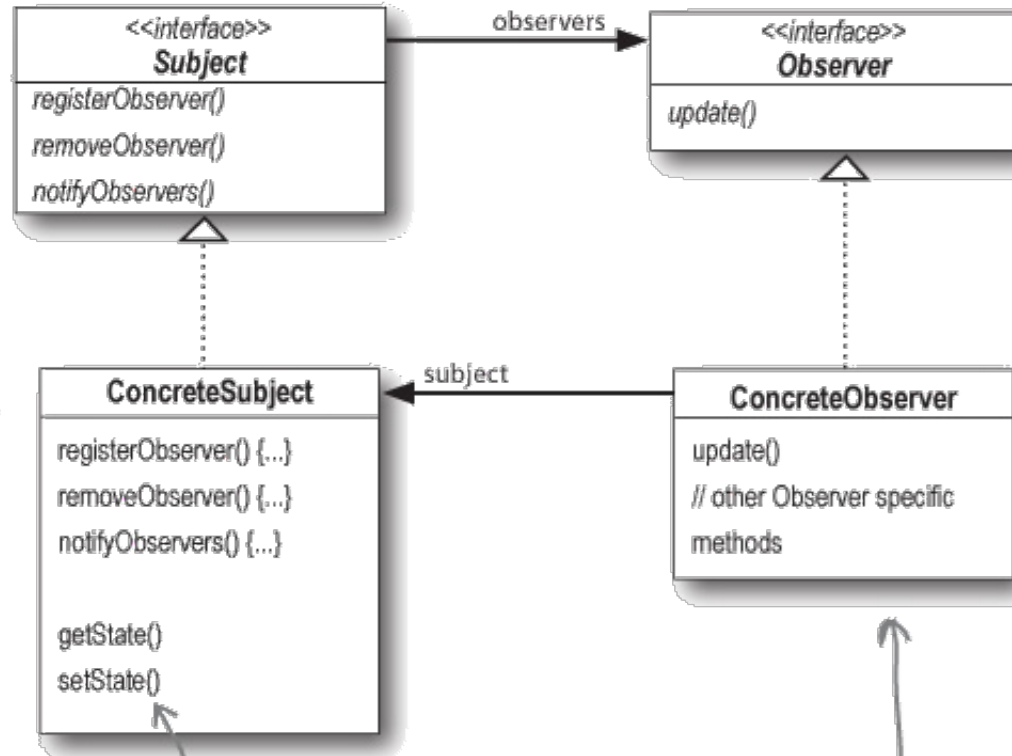 <<interface>>
Subject
registerObserver()
removeObserver()
notifyObservers()
observers
<<interface>>
Observer
update()
ConcreteSubject
registerObserver() {...}
removeObserver() {...}
notifyObservers() {...}
getState()
setState()
subject
ConcreteObserver
update()
// other Observer specific
methods